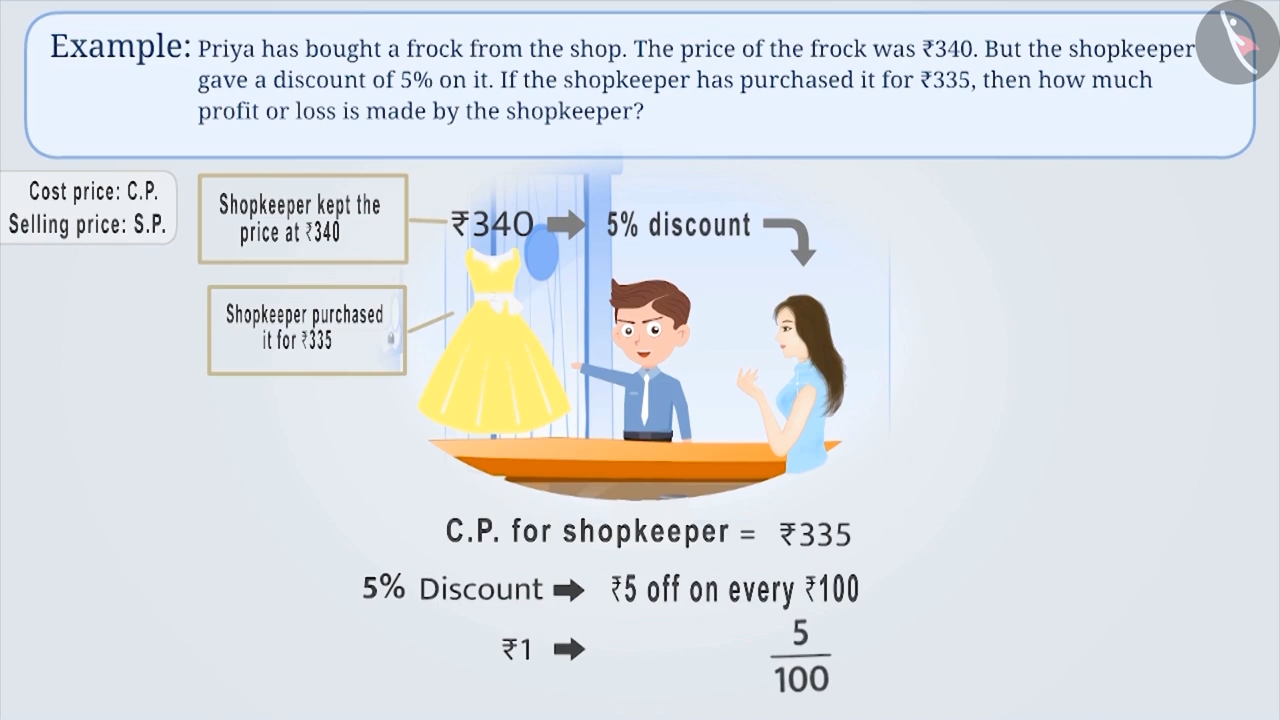 Example: Priya has bought a frock from the shop. The price of the frock was ₹340. But the shopkeeper
gave a discount of 5% on it. If the shopkeeper has purchased it for ₹335, then how much
profit or loss is made by the shopkeeper?
Cost price: C.P.
Selling price: S.P.
Shopkeeper kept the
price at ₹340
₹340 5% discount
Shopkeeper purchased
it for ₹335
C.P. for shopkeeper = ₹335
5% Discount ➡ ₹5 off on every ₹100
₹1 ➡ 5
100